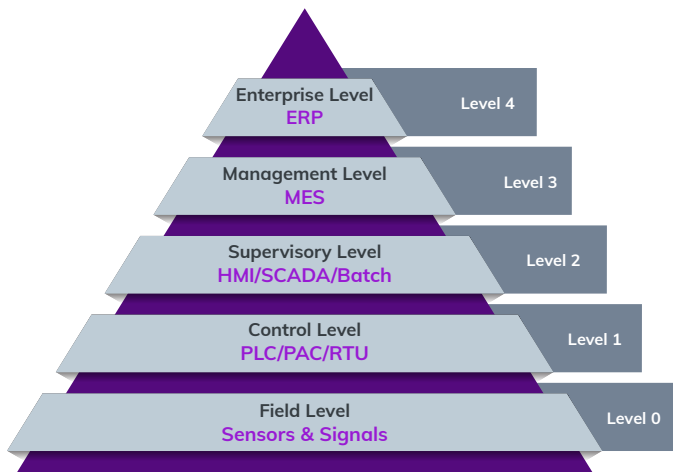 Enterprise Level
ERP
Level 4
Management Level
MES
Level 3
Supervisory Level
HMI/SCADA/Batch
Level 2
Control Level
PLC/PAC/RTU
Level 1
Field Level
Sensors & Signals
Level 0